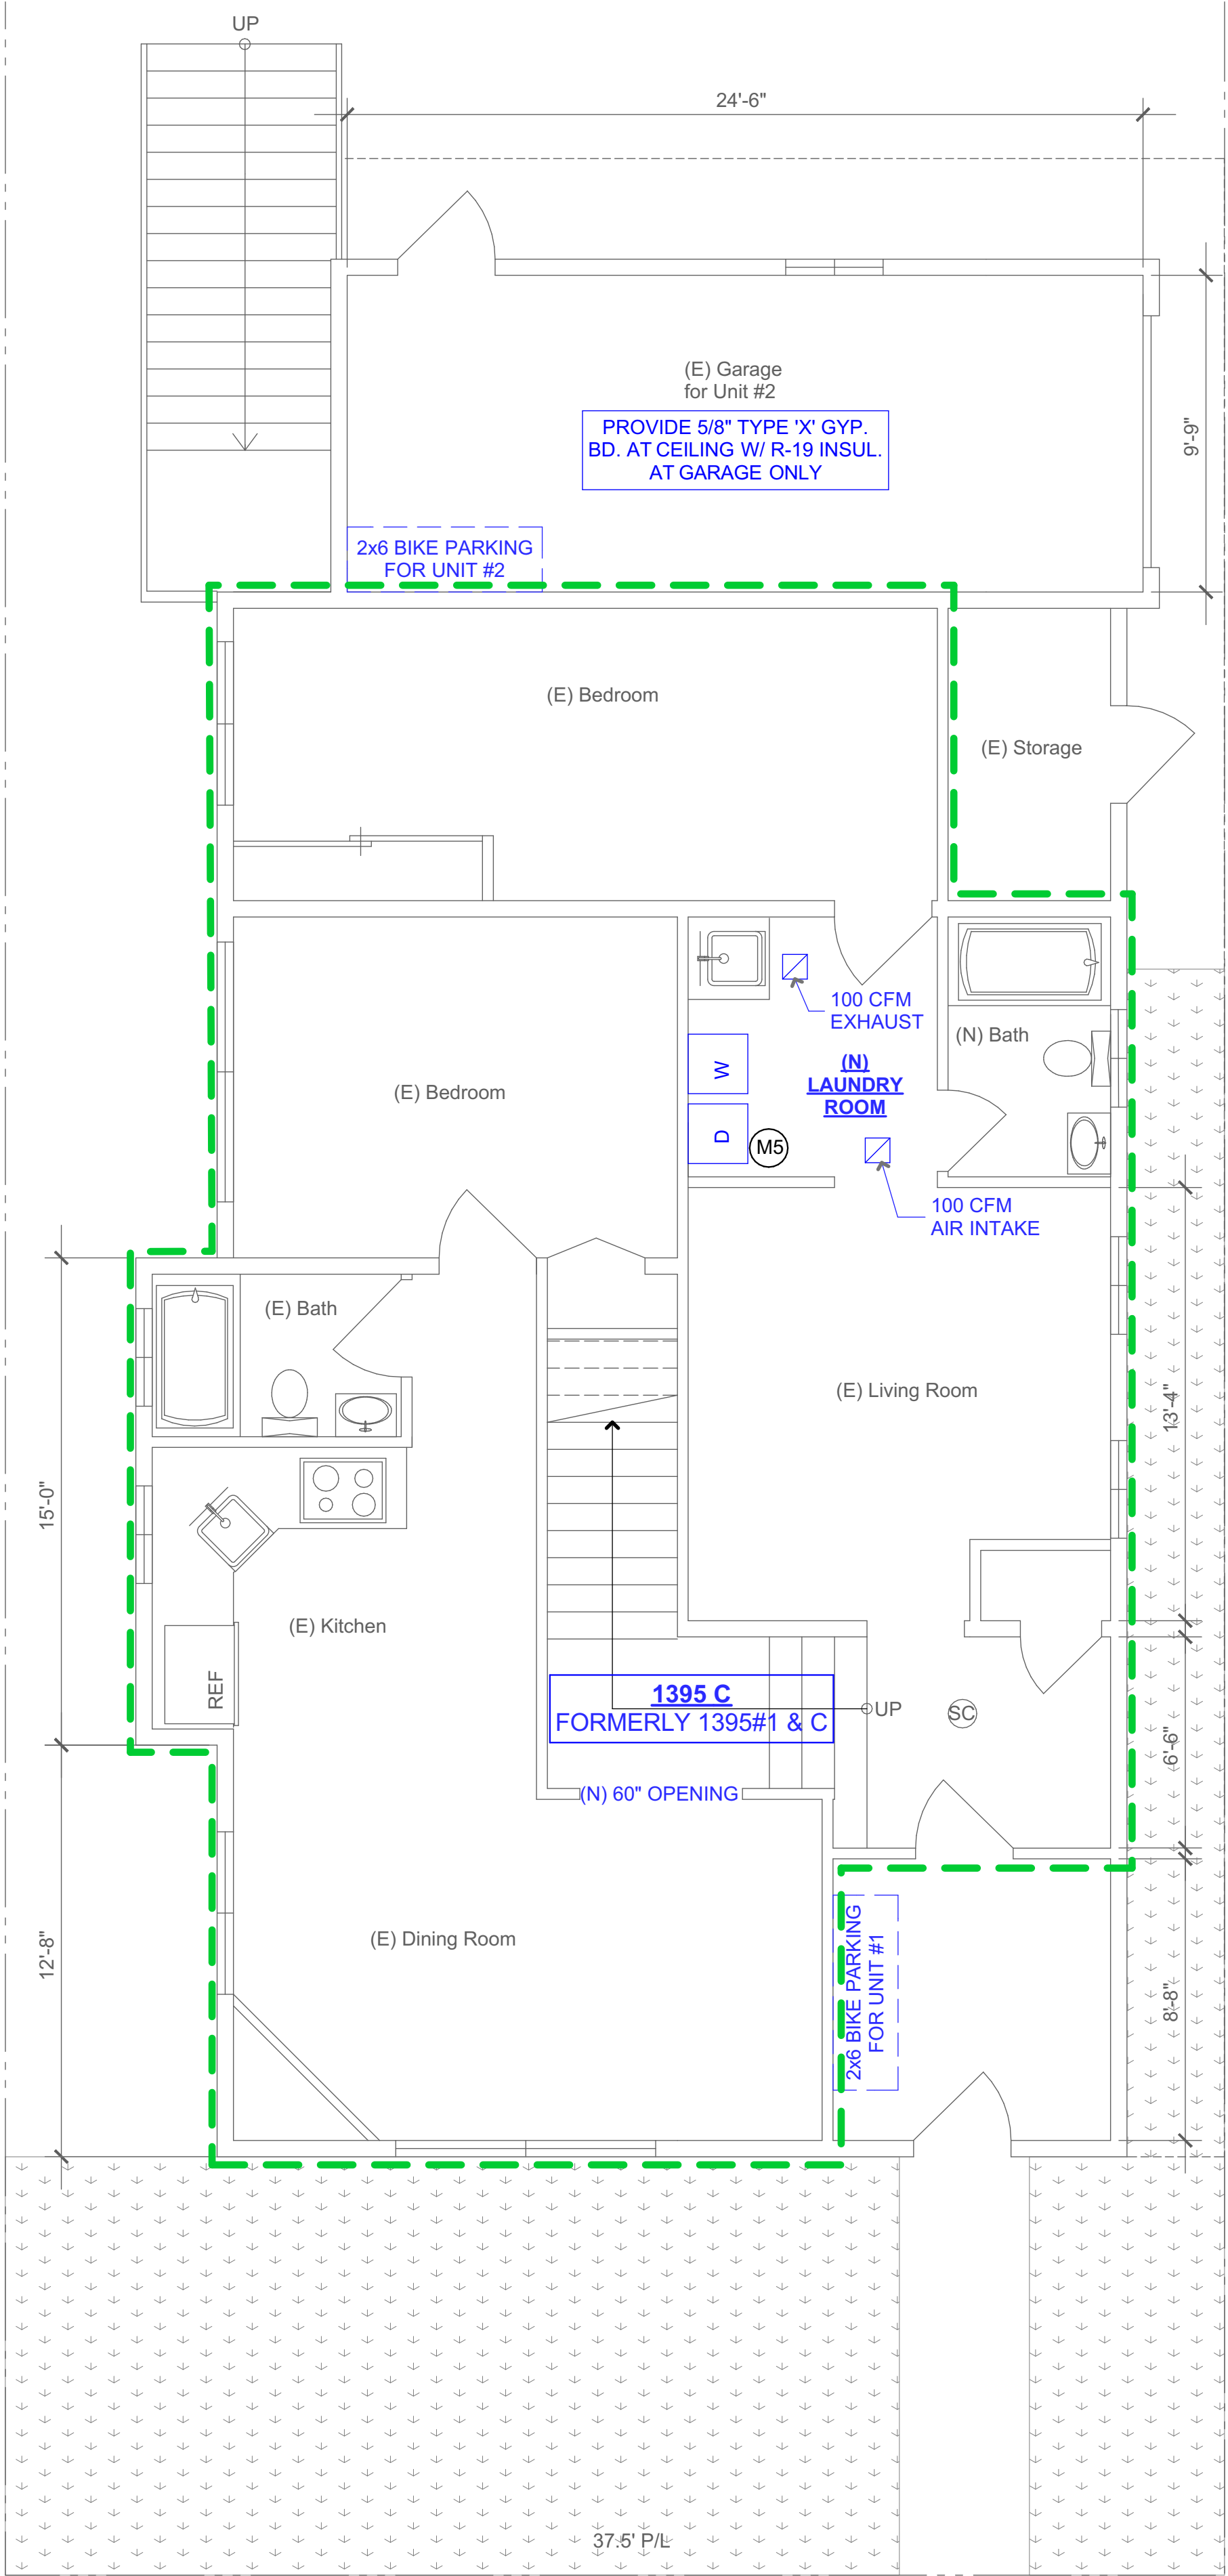 UP
24'-6"
(E) Garage
for Unit #2
PROVIDE 5/8" TYPE 'X' GYP.
BD. AT CEILING W/ R-19 INSUL.
AT GARAGE ONLY
9'-9"
2x6 BIKE PARKING
FOR UNIT #2
(E) Bedroom
(E) Storage
100 CFM
EXHAUST
(N) Bath
(N)
LAUNDRY
ROOM
W
D
M5
(E) Bedroom
100 CFM
AIR INTAKE
(E) Bath
(E) Living Room
13'-4"
15'-0"
(E) Kitchen
REF
1395 C
FORMERLY 1395#1 & C
UP
SC
6'-6"
(N) 60" OPENING
(E) Dining Room
2x6 BIKE PARKING
FOR UNIT #1
12'-8"
8'-8"
37.5' P/L